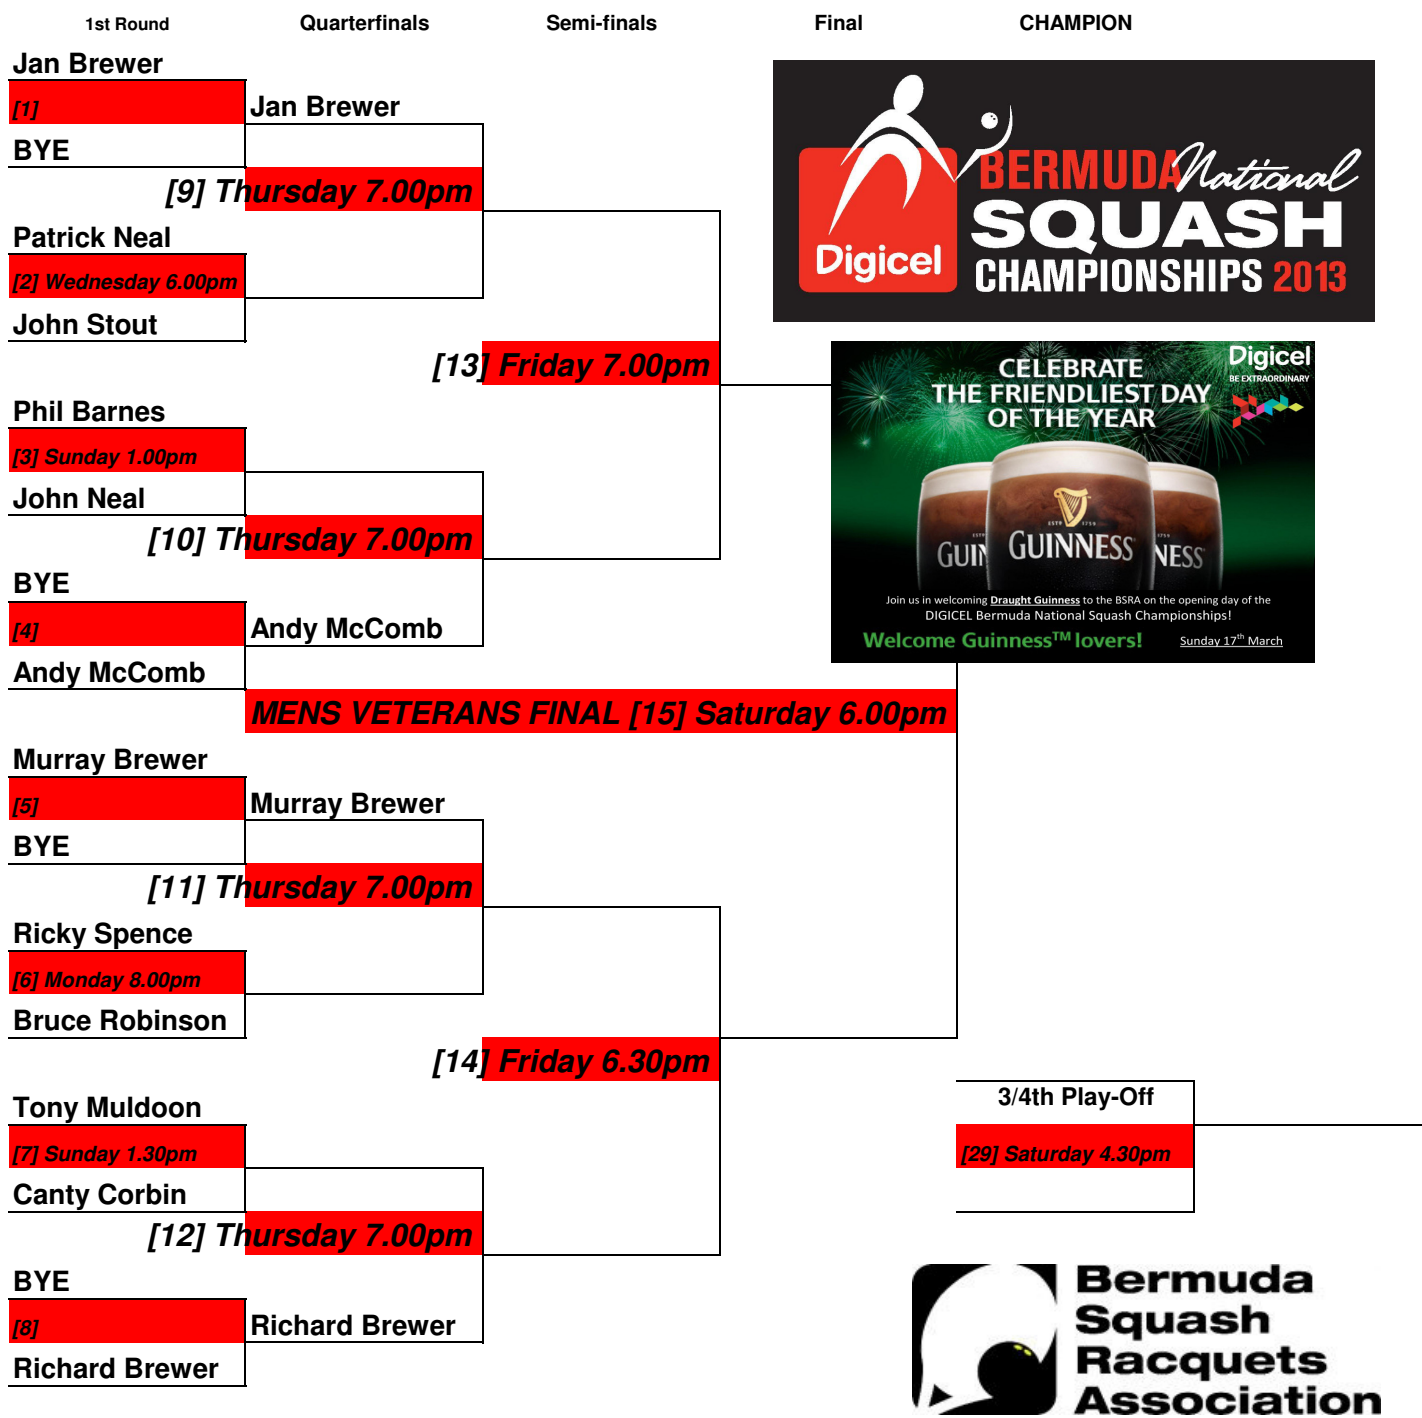 1st Round Quarterfinals Semi-finals Final CHAMPION
Jan Brewer
[1]
Jan Brewer
BYE
[9] Thursday 7.00pm
Patrick Neal
[2] Wednesday 6.00pm
John Stout
[13] Friday 7.00pm
Phil Barnes
[3] Sunday 1.00pm
John Neal
[10] Thursday 7.00pm
BYE
[4]
Andy McComb
Andy McComb
MENS VETERANS FINAL [15] Saturday 6.00pm
Murray Brewer
[5]
Murray Brewer
BYE
[11] Thursday 7.00pm
Ricky Spence
[6] Monday 8.00pm
Bruce Robinson
[14] Friday 6.30pm
Tony Muldoon
[7] Sunday 1.30pm
Canty Corbin
[12] Thursday 7.00pm
BYE
[8]
Richard Brewer
Richard Brewer
BERMUDA National
SQUASH
CHAMPIONSHIPS 2013
Digicel
CELEBRATE
THE FRIENDLIEST DAY
OF THE YEAR
Digicel
BE EXTRAORDINARY
ESTD 1759
GUINNESS
GUIN
NESS
Join us in welcoming Draught Guinness to the BSRA on the opening day of the
DIGICEL Bermuda National Squash Championships!
Welcome Guinness™ lovers! Sunday 17th March
3/4th Play-Off
[29] Saturday 4.30pm
Bermuda
Squash
Racquets
Association